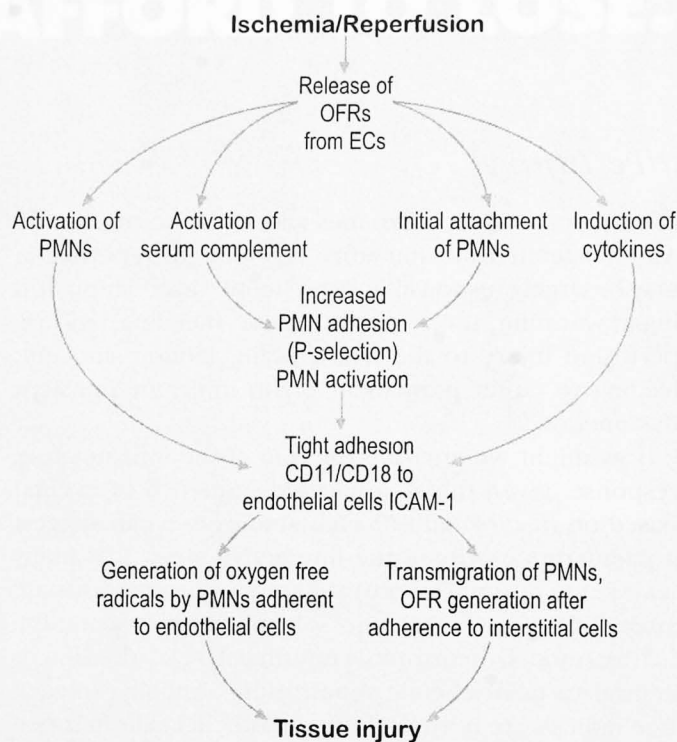 AFFORD TO LOSE
Ischemia/Reperfusion
Release of
OFRs
from ECs
Activation of
PMNs
Activation of
serum complement
Initial attachment
of PMNs
Induction of
cytokines
Increased
PMN adhesion
(P-selection)
PMN activation
Tight adhesion
CD11/CD18 to
endothelial cells ICAM-1
Generation of oxygen free
radicals by PMNs adherent
to endothelial cells
Transmigration of PMNs,
OFR generation after
adherence to interstitial cells
Tissue injury